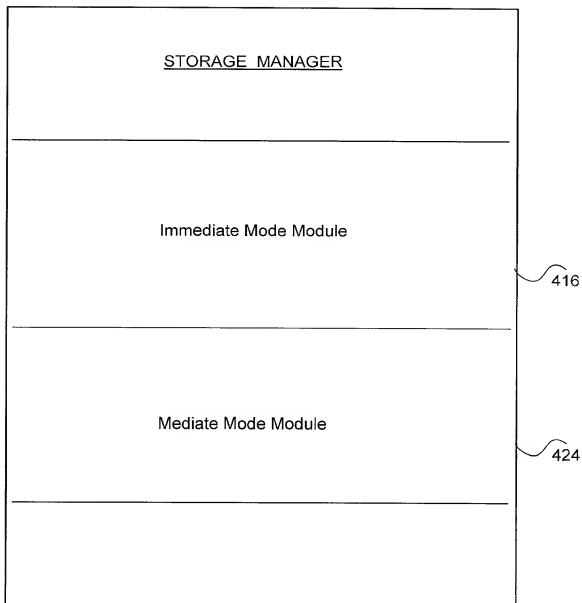 STORAGE MANAGER
Immediate Mode Module
416
Mediate Mode Module
424